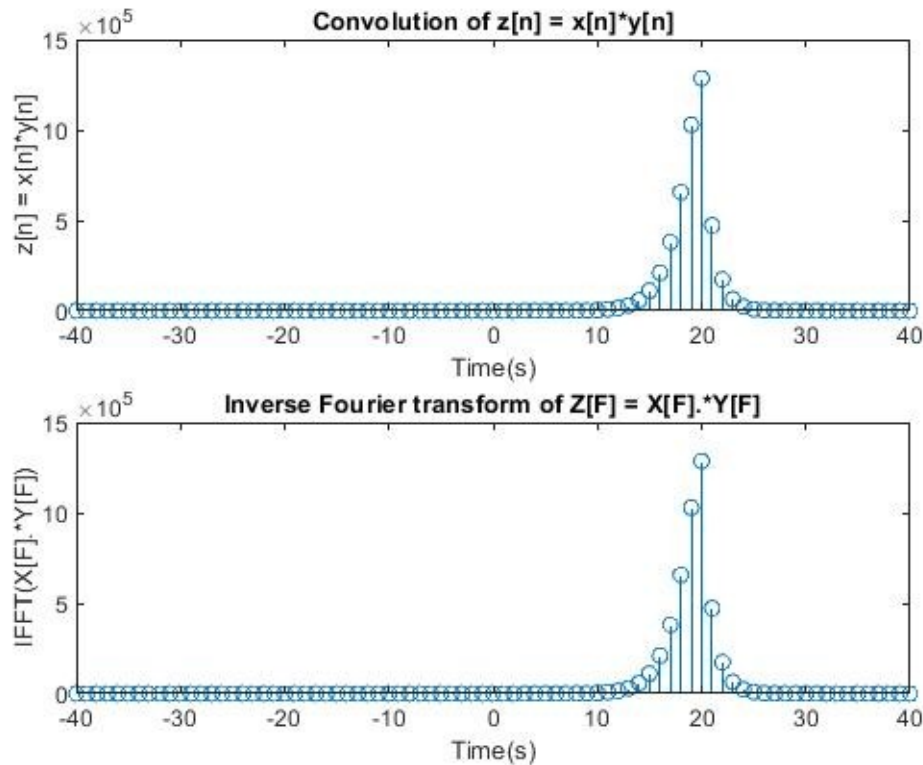 Convolution of z[n] = x[n]*y[n]
×10^5
15
10
5
0
z[n] = x[n]*y[n]
-40 -30 -20 -10 0 10 20 30 40
Time(s)
Inverse Fourier transform of Z[F] = X[F].*Y[F]
×10^5
15
10
5
0
IFFT(X[F].*Y[F])
-40 -30 -20 -10 0 10 20 30 40
Time(s)